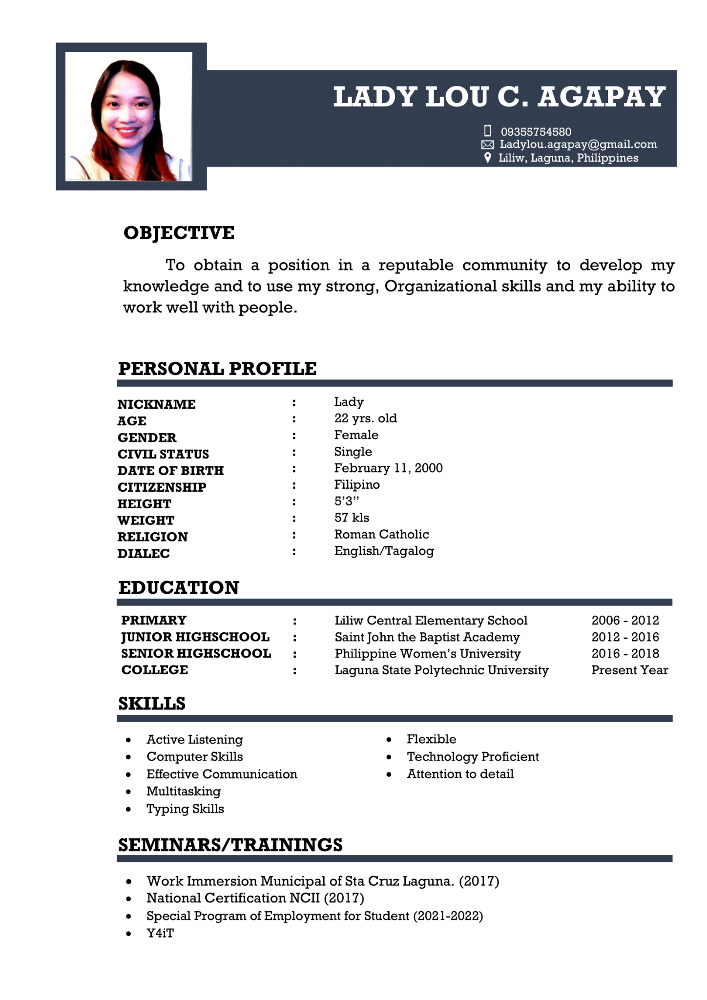 LADY LOU C. AGAPAY
09355754580
Ladylou.agapay@gmail.com
Liliw, Laguna, Philippines
OBJECTIVE
To obtain a position in a reputable community to develop my
knowledge and to use my strong, Organizational skills and my ability to
work well with people.
PERSONAL PROFILE
NICKNAME : Lady
AGE : 22 yrs. old
GENDER : Female
CIVIL STATUS : Single
DATE OF BIRTH : February 11, 2000
CITIZENSHIP : Filipino
HEIGHT : 5’3”
WEIGHT : 57 kls
RELIGION : Roman Catholic
DIALEC : English/Tagalog
EDUCATION
PRIMARY : Liliw Central Elementary School 2006 - 2012
JUNIOR HIGHSCHOOL : Saint John the Baptist Academy 2012 - 2016
SENIOR HIGHSCHOOL : Philippine Women’s University 2016 - 2018
COLLEGE : Laguna State Polytechnic University Present Year
SKILLS
• Active Listening
• Computer Skills
• Effective Communication
• Multitasking
• Typing Skills
• Flexible
• Technology Proficient
• Attention to detail
SEMINARS/TRAININGS
• Work Immersion Municipal of Sta Cruz Laguna. (2017)
• National Certification NCII (2017)
• Special Program of Employment for Student (2021-2022)
• Y4iT